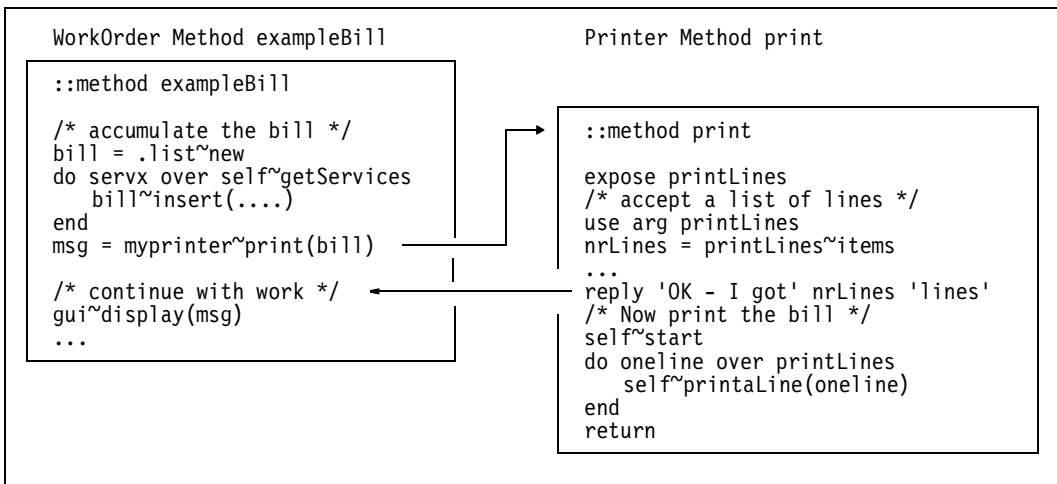 WorkOrder Method exampleBill
::method exampleBill
/* accumulate the bill */
bill = .list~new
do servx over self~getServices
bill~insert(....)
end
msg = myprinter~print(bill)
/* continue with work */
gui~display(msg)
...
Printer Method print
::method print
expose printLines
/* accept a list of lines */
use arg printLines
nrLines = printLines~items
...
reply 'OK - I got' nrLines 'lines'
/* Now print the bill */
self~start
do oneline over printLines
self~printaLine(oneline)
end
return